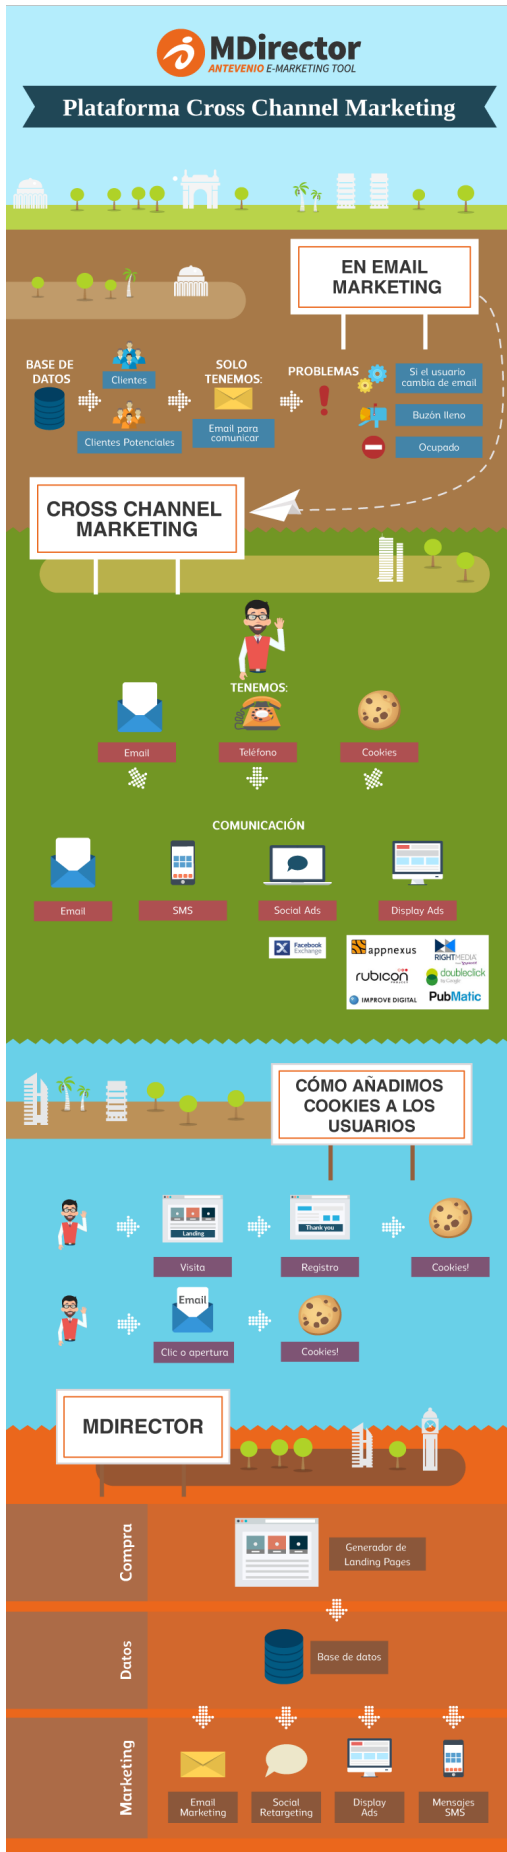 MDirector
ANTEVENIO E-MARKETING TOOL
Plataforma Cross Channel Marketing
EN EMAIL
MARKETING
BASE DE
DATOS
Clientes
Clientes Potenciales
SOLO
TENEMOS:
Email para
comunicar
PROBLEMAS
Si el usuario
cambia de email
Buzón lleno
Ocupado
CROSS CHANNEL
MARKETING
TENEMOS:
Email
Teléfono
Cookies
COMUNICACIÓN
Email
SMS
Social Ads
Display Ads
Facebook
Exchange
appnexus
RIGHTMEDIA
rubicon
doubleclick
by Google
IMPROVE DIGITAL
PubMatic
CÓMO AÑADIMOS
COOKIES A LOS
USUARIOS
Landing
Thank you
Visita
Registro
Cookies!
Email
Clic o apertura
Cookies!
MDIRECTOR
Compra
Generador de
Landing Pages
Datos
Base de datos
Marketing
Email
Marketing
Social
Retargeting
Display
Ads
Mensajes
SMS